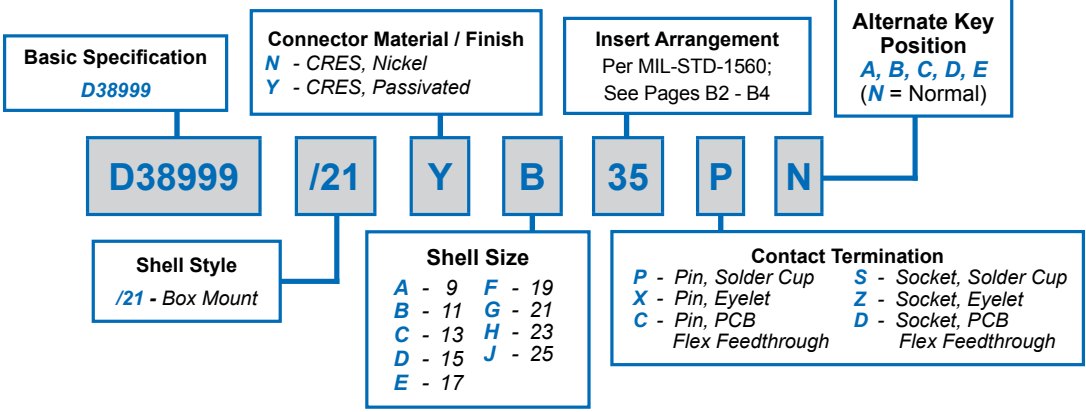 Basic Specification
D38999
Connector Material / Finish
N - CRES, Nickel
Y - CRES, Passivated
Insert Arrangement
Per MIL-STD-1560;
See Pages B2 - B4
Alternate Key
Position
A, B, C, D, E
(N = Normal)
D38999 /21 Y B 35 P N
Shell Style
/21 - Box Mount
Shell Size
A - 9 F - 19
B - 11 G - 21
C - 13 H - 23
D - 15 J - 25
E - 17
Contact Termination
P - Pin, Solder Cup S - Socket, Solder Cup
X - Pin, Eyelet Z - Socket, Eyelet
C - Pin, PCB D - Socket, PCB
Flex Feedthrough Flex Feedthrough